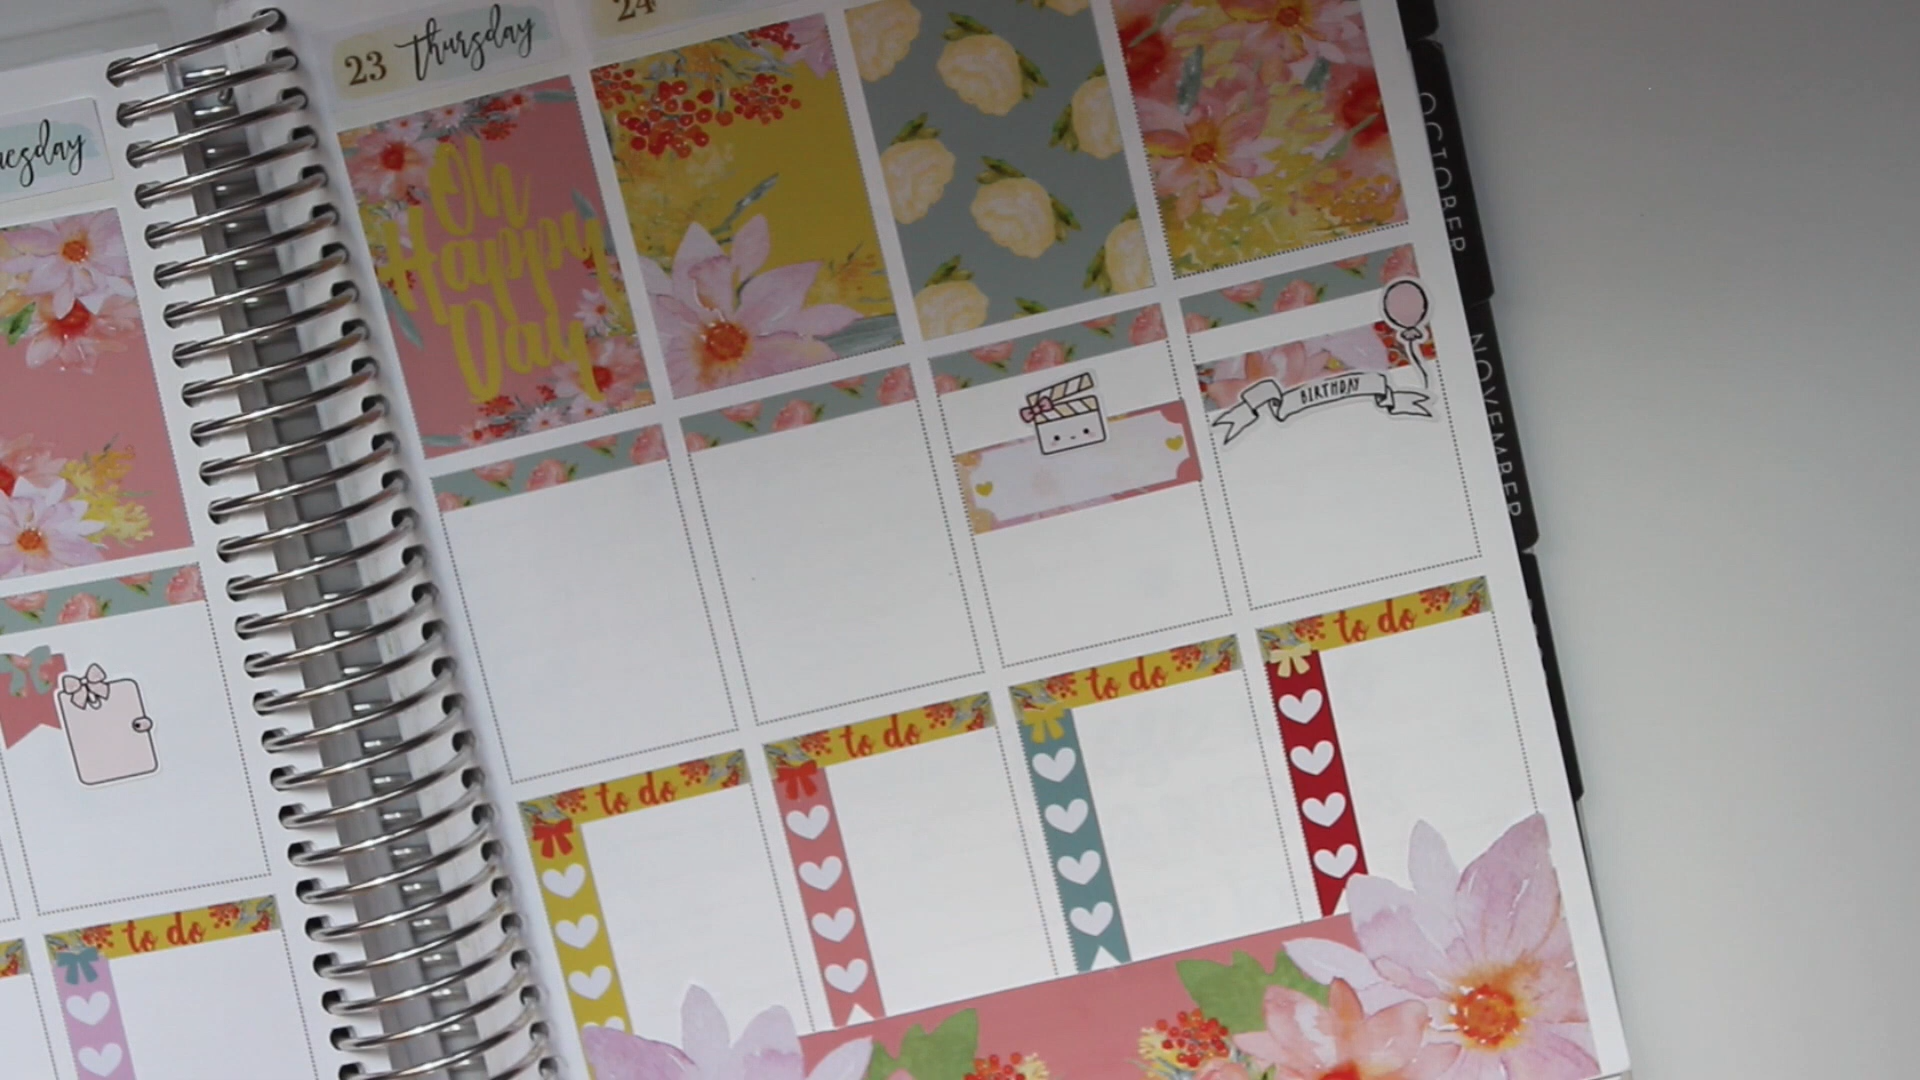 23 Thursday
24
Oh
Happy
Day
BIRTHDAY
to do
to do
to do
to do
to do
OCTOBER
NOVEMBER